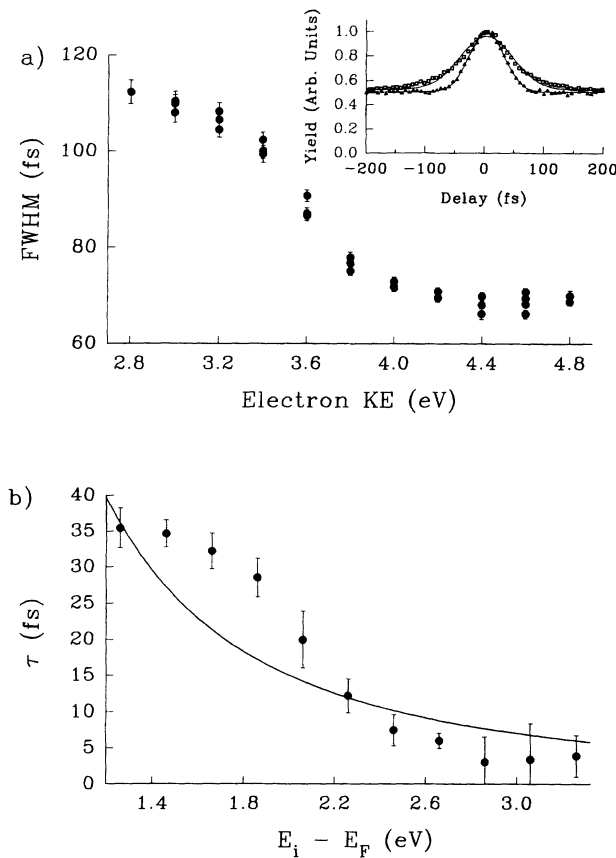 a)
FWHM (fs)
120
100
80
60
2.8 3.2 3.6 4.0 4.4 4.8
Electron KE (eV)
Yield (Arb. Units)
1.0
0.8
0.6
0.4
0.2
0.0
−200 −100 0 100 200
Delay (fs)
b)
τ (fs)
40
35
30
25
20
15
10
5
0
1.4 1.8 2.2 2.6 3.0
E_i − E_F (eV)